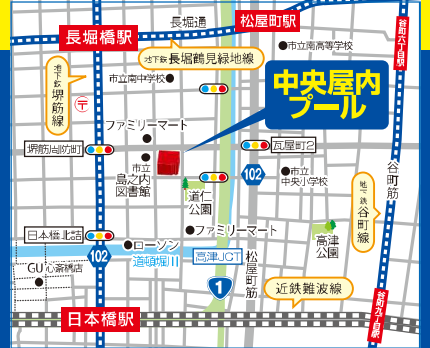 長堀通
松屋町駅
長堀橋駅
谷町六丁目駅
地下鉄長堀鶴見緑地線
市立南高等学校
地下鉄堺筋線
市立南中学校
中央屋内
プール
〒
ファミリーマート
堺筋周防町
瓦屋町2
市立
島之内
図書館
102
市立
中央小学校
道仁
公園
谷町筋
地下鉄谷町線
日本橋北詰
ファミリーマート
高津
公園
ローソン
102
道頓堀川
高津JCT
松屋町筋
GU心斎橋店
1
近鉄難波線
日本橋駅
谷町九丁目駅